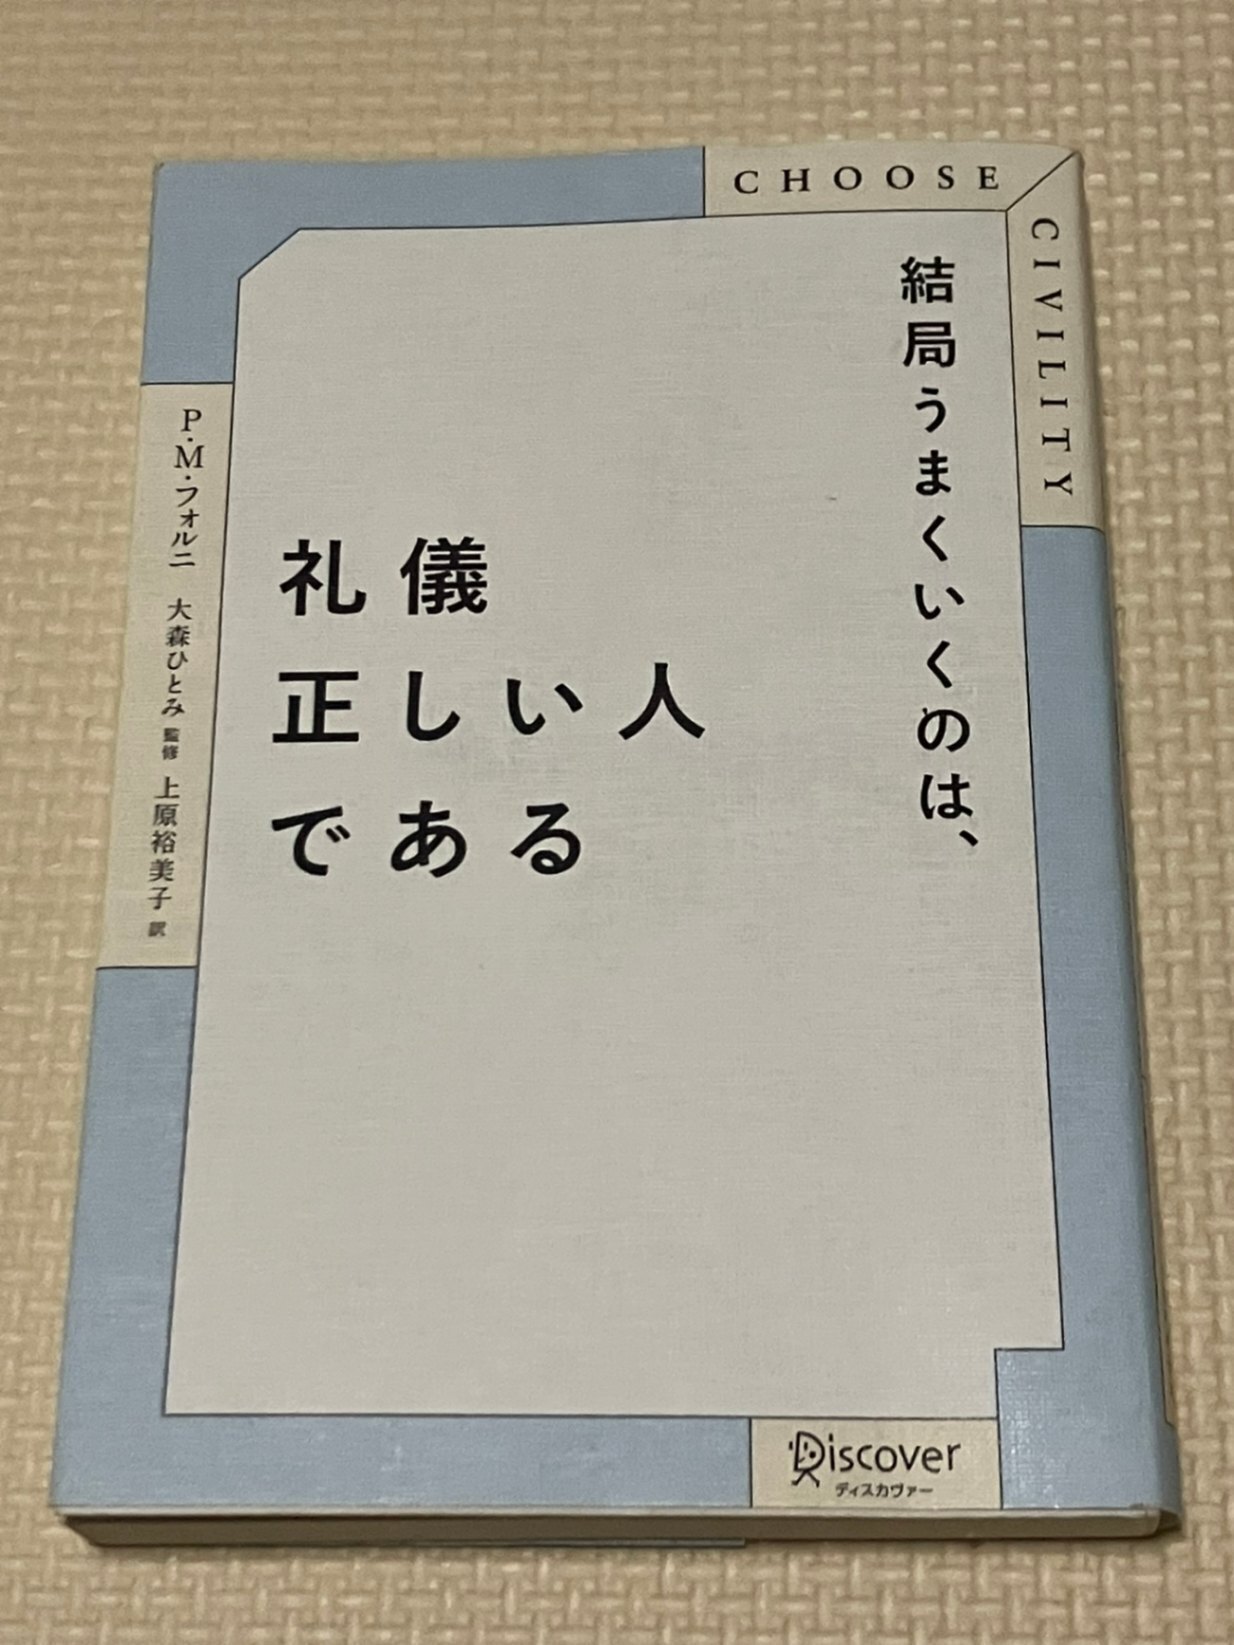 CHOOSE
CIVILITY
結局うまくいくのは、
礼儀
正しい人
である
P・M・フォルニ 大森ひとみ 監修 上原裕美子 訳
Discover
ディスカヴァー